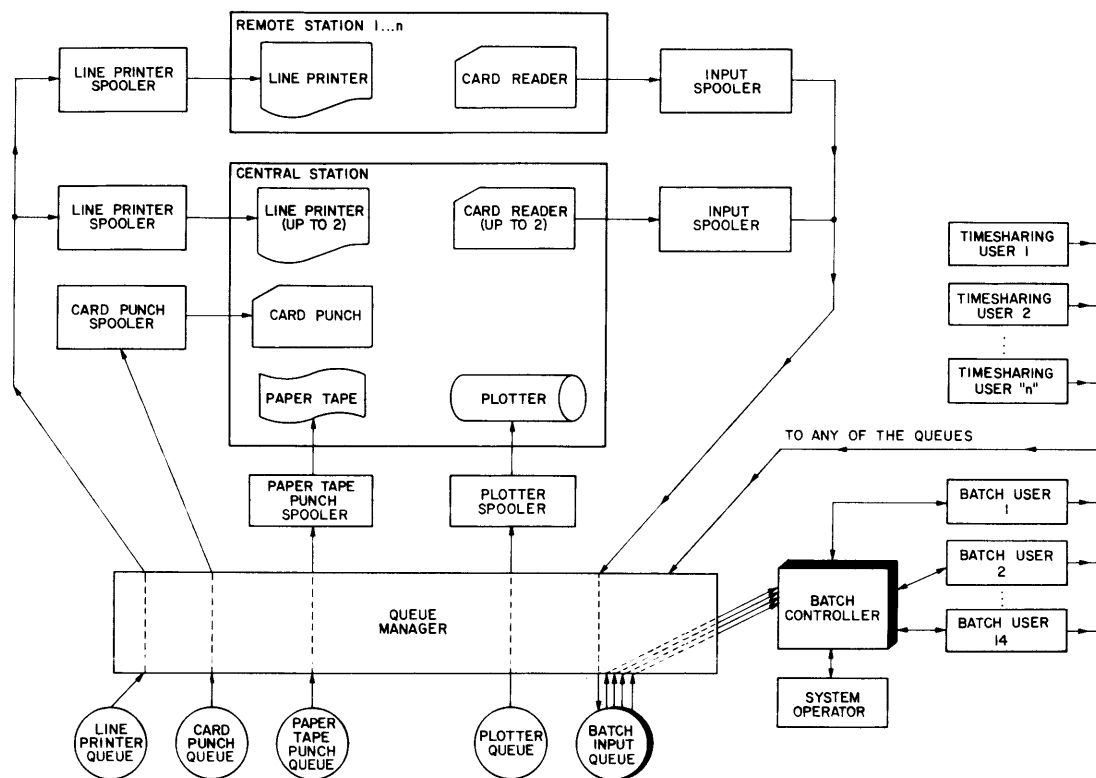 REMOTE STATION 1...n
LINE PRINTER
SPOOLER
LINE PRINTER
CARD READER
INPUT
SPOOLER
CENTRAL STATION
LINE PRINTER
SPOOLER
LINE PRINTER
(UP TO 2)
CARD READER
(UP TO 2)
INPUT
SPOOLER
TIMESHARING
USER 1
CARD PUNCH
SPOOLER
CARD PUNCH
TIMESHARING
USER 2
PAPER TAPE
PLOTTER
TIMESHARING
USER "n"
TO ANY OF THE QUEUES
PAPER TAPE
PUNCH
SPOOLER
PLOTTER
SPOOLER
BATCH USER
1
BATCH USER
2
QUEUE
MANAGER
BATCH
CONTROLLER
BATCH USER
14
SYSTEM
OPERATOR
LINE
PRINTER
QUEUE
CARD
PUNCH
QUEUE
PAPER
TAPE
PUNCH
QUEUE
PLOTTER
QUEUE
BATCH
INPUT
QUEUE